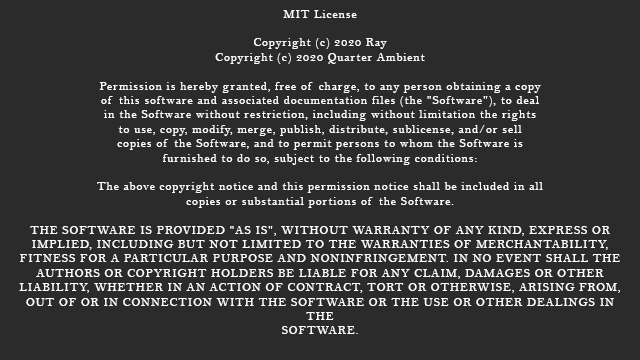 MIT License
Copyright (c) 2020 Ray
Copyright (c) 2020 Quarter Ambient
Permission is hereby granted, free of charge, to any person obtaining a copy
of this software and associated documentation files (the "Software"), to deal
in the Software without restriction, including without limitation the rights
to use, copy, modify, merge, publish, distribute, sublicense, and/or sell
copies of the Software, and to permit persons to whom the Software is
furnished to do so, subject to the following conditions:
The above copyright notice and this permission notice shall be included in all
copies or substantial portions of the Software.
THE SOFTWARE IS PROVIDED "AS IS", WITHOUT WARRANTY OF ANY KIND, EXPRESS OR
IMPLIED, INCLUDING BUT NOT LIMITED TO THE WARRANTIES OF MERCHANTABILITY,
FITNESS FOR A PARTICULAR PURPOSE AND NONINFRINGEMENT. IN NO EVENT SHALL THE
AUTHORS OR COPYRIGHT HOLDERS BE LIABLE FOR ANY CLAIM, DAMAGES OR OTHER
LIABILITY, WHETHER IN AN ACTION OF CONTRACT, TORT OR OTHERWISE, ARISING FROM,
OUT OF OR IN CONNECTION WITH THE SOFTWARE OR THE USE OR OTHER DEALINGS IN
THE
SOFTWARE.